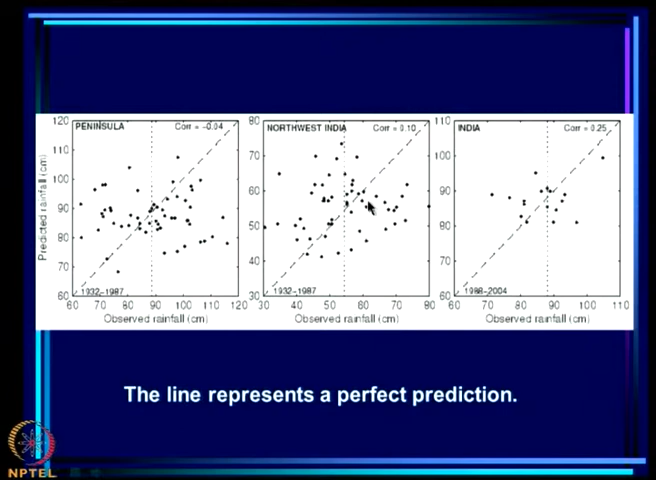 PENINSULA Corr = -0.04
120
110
100
90
80
70
60
Predicted rainfall (cm)
1932-1987
60 70 80 90 100 110 120
Observed rainfall (cm)
NORTHWEST INDIA Corr = 0.10
80
70
60
50
40
30
1932-1987
30 40 50 60 70 80
Observed rainfall (cm)
INDIA Corr = 0.25
110
100
90
80
70
60
1988-2004
60 70 80 90 100 110
Observed rainfall (cm)
The line represents a perfect prediction.
NPTEL